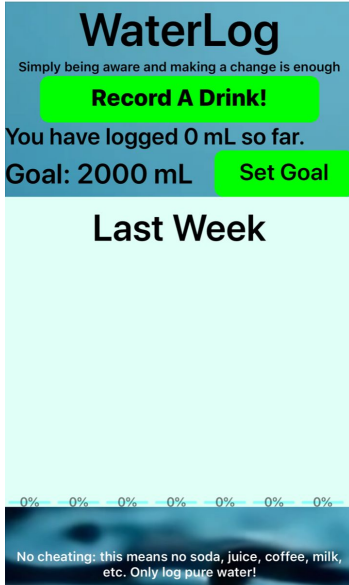 WaterLog
Simply being aware and making a change is enough
Record A Drink!
You have logged 0 mL so far.
Goal: 2000 mL Set Goal
Last Week
0% 0% 0% 0% 0% 0% 0%
No cheating: this means no soda, juice, coffee, milk,
etc. Only log pure water!